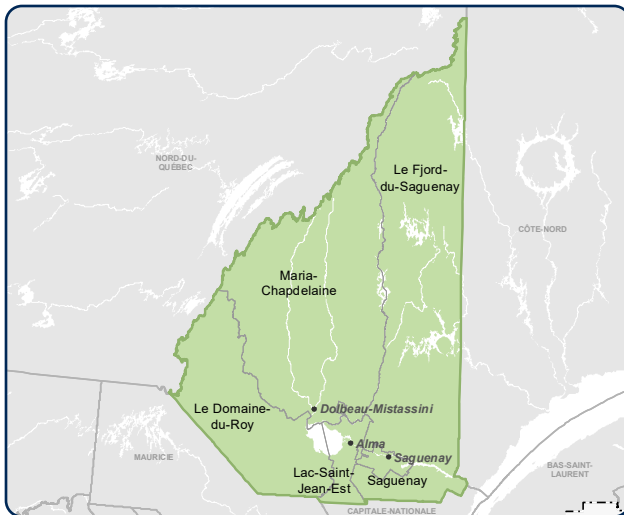 Le Fjord-
du-Saguenay
NORD-DU-
QUÉBEC
CÔTE-NORD
Maria-
Chapdelaine
Le Domaine-
du-Roy
Dolbeau-Mistassini
Alma
MAURICIE
Saguenay
BAS-SAINT-
LAURENT
Lac-Saint-
Jean-Est
Saguenay
CAPITALE-NATIONALE